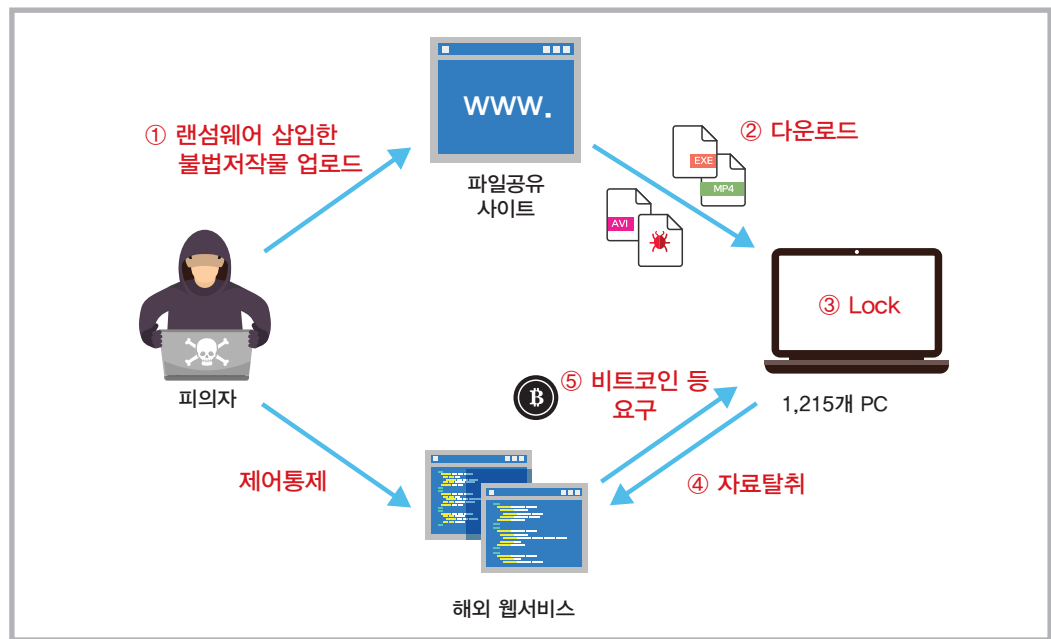 www.
① 랜섬웨어 삽입한
불법저작물 업로드
② 다운로드
EXE
MP4
파일공유
사이트
AVI
③ Lock
피의자
⑤ 비트코인 등
요구
1,215개 PC
제어통제
④ 자료탈취
해외 웹서비스